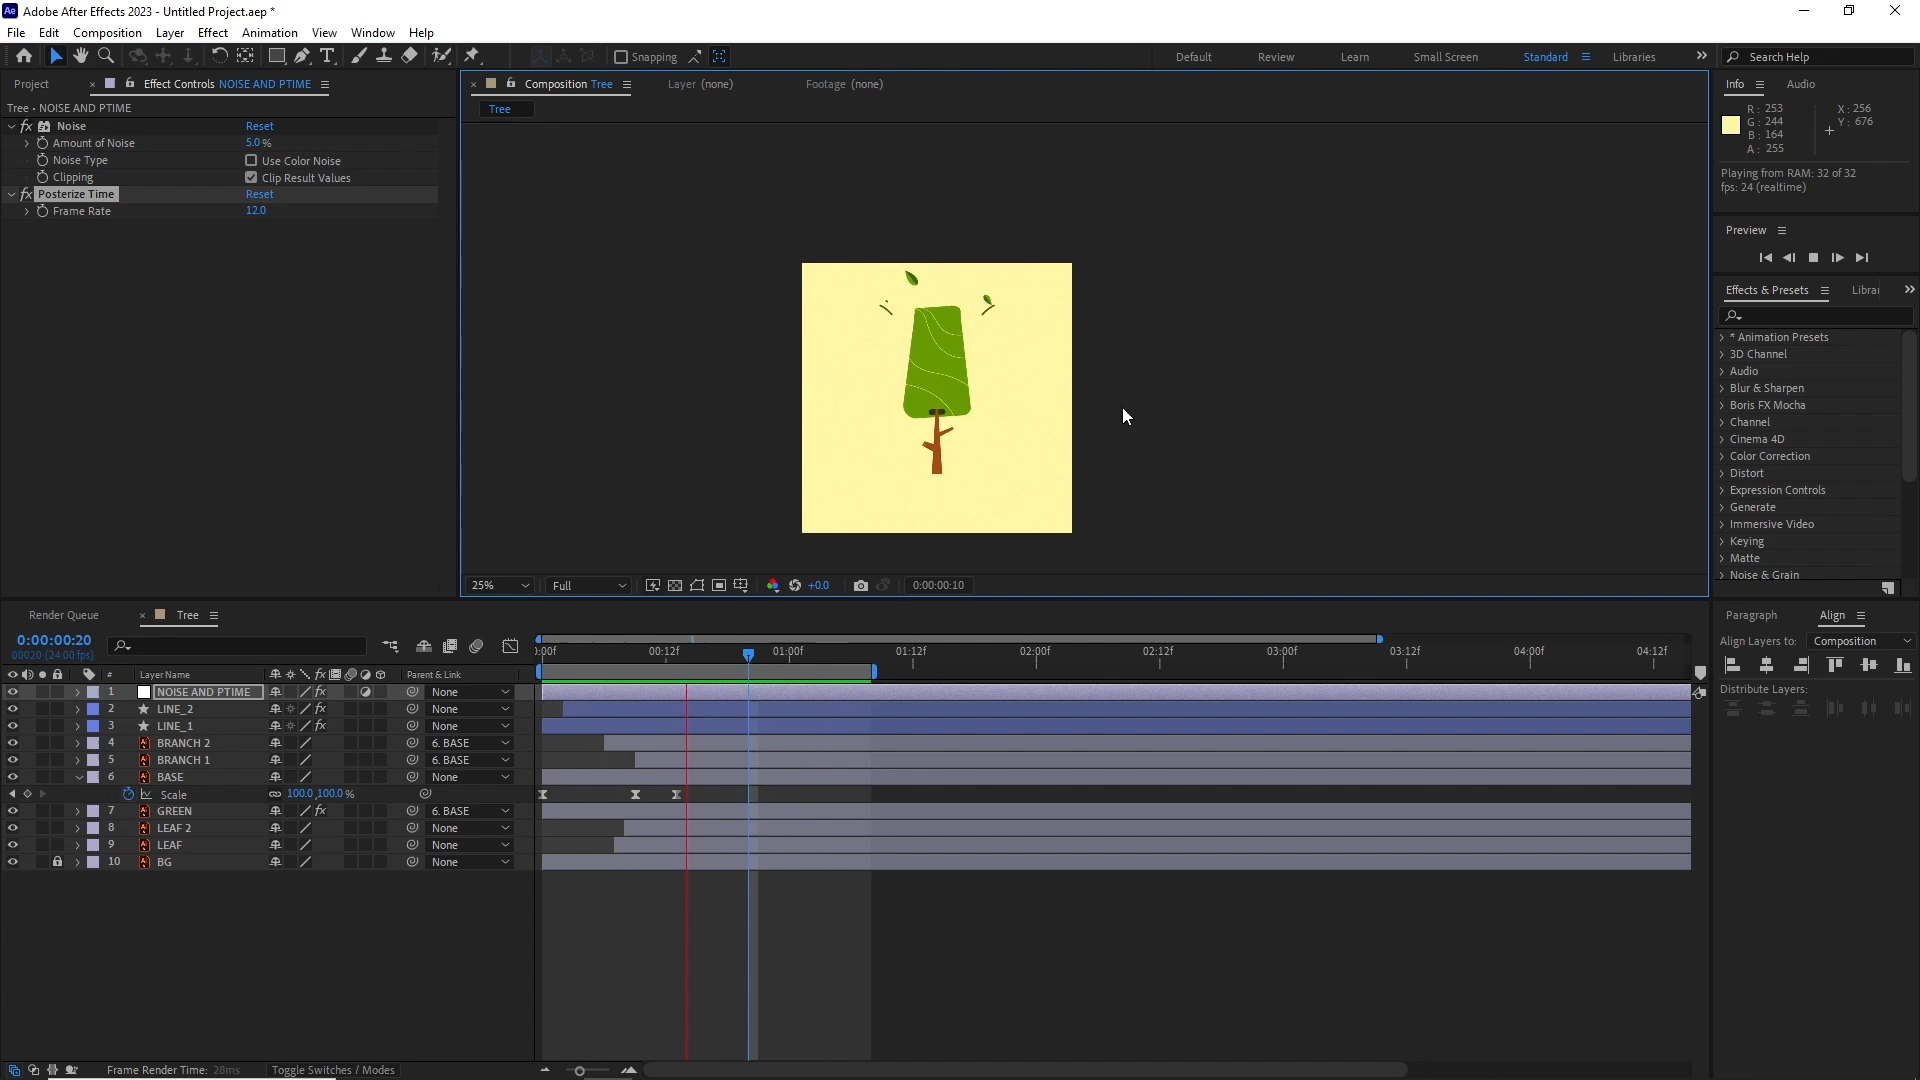 Adobe After Effects 2023 - Untitled Project.aep *
File Edit Composition Layer Effect Animation View Window Help
Snapping
Default Review Learn Small Screen Standard Libraries
Search Help
Project
Effect Controls NOISE AND PTIME
Tree • NOISE AND PTIME
fx Noise Reset
Amount of Noise 5.0 %
Noise Type Use Color Noise
Clipping Clip Result Values
fx Posterize Time Reset
Frame Rate 12.0
Composition Tree
Layer (none)
Footage (none)
Tree
25%
Full
+0.0
0:00:00:10
Info Audio
R: 253
G: 244
B: 164
A: 255
X: 256
Y: 676
Playing from RAM: 32 of 32
fps: 24 (realtime)
Preview
Effects & Presets Librar
* Animation Presets
3D Channel
Audio
Blur & Sharpen
Boris FX Mocha
Channel
Cinema 4D
Color Correction
Distort
Expression Controls
Generate
Immersive Video
Keying
Matte
Noise & Grain
Render Queue
Tree
0:00:00:20
00020 (24.00 fps)
:00f 00:12f 01:00f 01:12f 02:00f 02:12f 03:00f 03:12f 04:00f 04:12f
# Layer Name fx Parent & Link
1 NOISE AND PTIME fx None
2 LINE_2 fx None
3 LINE_1 fx None
4 BRANCH 2 6. BASE
5 BRANCH 1 6. BASE
6 BASE None
Scale 100.0,100.0 %
7 GREEN fx 6. BASE
8 LEAF 2 None
9 LEAF None
10 BG None
Frame Render Time: 28ms
Toggle Switches / Modes
Paragraph Align
Align Layers to: Composition
Distribute Layers: